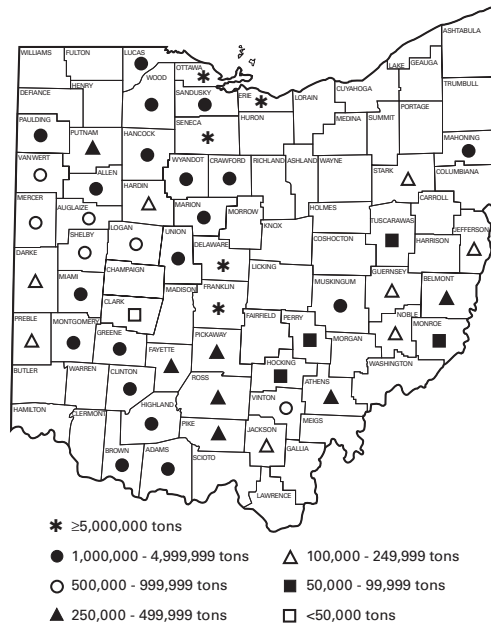 ASHTABULA
WILLIAMS
FULTON
LUCAS
OTTAWA
LAKE
GEAUGA
WOOD
HENRY
DEFIANCE
SANDUSKY
ERIE
LORAIN
CUYAHOGA
TRUMBULL
PORTAGE
SENECA
HURON
MEDINA
SUMMIT
PAULDING
PUTNAM
HANCOCK
MAHONING
VAN WERT
ALLEN
WYANDOT
CRAWFORD
RICHLAND
ASHLAND
WAYNE
STARK
COLUMBIANA
HARDIN
MERCER
AUGLAIZE
MARION
MORROW
HOLMES
CARROLL
TUSCARAWAS
JEFFERSON
LOGAN
UNION
KNOX
SHELBY
DELAWARE
COSHOCTON
HARRISON
DARKE
CHAMPAIGN
LICKING
GUERNSEY
BELMONT
MIAMI
MADISON
FRANKLIN
MUSKINGUM
CLARK
NOBLE
PREBLE
MONTGOMERY
FAIRFIELD
PERRY
MONROE
GREENE
PICKAWAY
MORGAN
FAYETTE
HOCKING
WASHINGTON
BUTLER
WARREN
CLINTON
ROSS
ATHENS
VINTON
HAMILTON
CLERMONT
HIGHLAND
PIKE
JACKSON
MEIGS
GALLIA
BROWN
ADAMS
SCIOTO
LAWRENCE
≥5,000,000 tons
1,000,000 - 4,999,999 tons
100,000 - 249,999 tons
500,000 - 999,999 tons
50,000 - 99,999 tons
250,000 - 499,999 tons
<50,000 tons